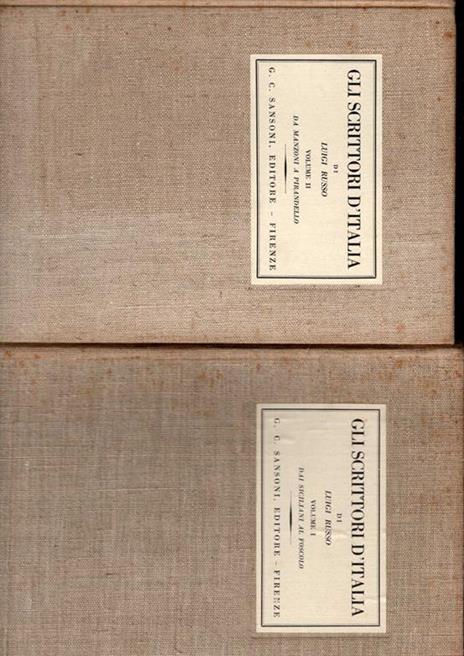 GLI SCRITTORI D'ITALIA
DI
LUIGI RUSSO
VOLUME II
DA MANZONI A PIRANDELLO
G. C. SANSONI, EDITORE - FIRENZE
GLI SCRITTORI D'ITALIA
DI
LUIGI RUSSO
VOLUME I
DAI SICILIANI AL FOSCOLO
G. C. SANSONI, EDITORE - FIRENZE